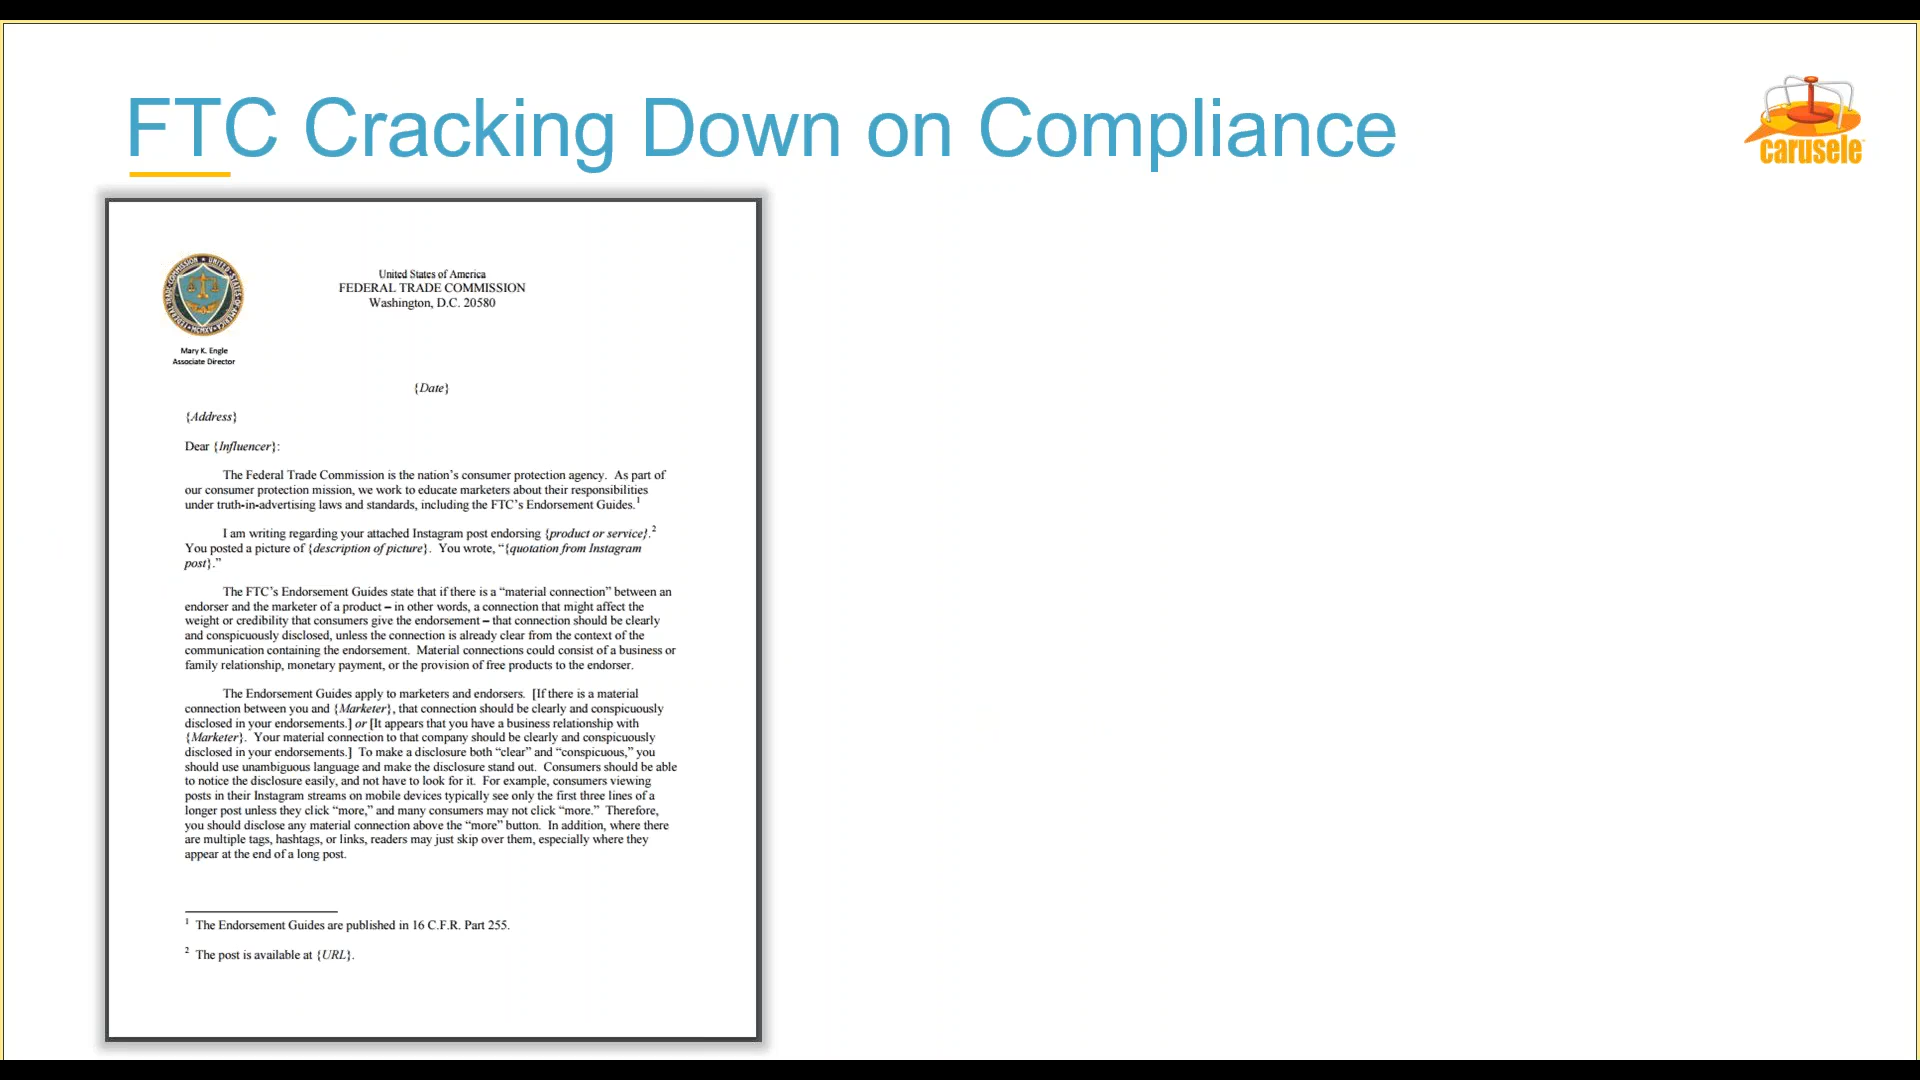 FTC Cracking Down on Compliance
carusele
FEDERAL TRADE COMMISSION • UNITED STATES OF AMERICA
MCMXV
United States of America
FEDERAL TRADE COMMISSION
Washington, D.C. 20580
Mary K. Engle
Associate Director
{Date}
{Address}
Dear {Influencer}:
The Federal Trade Commission is the nation’s consumer protection agency.  As part of
our consumer protection mission, we work to educate marketers about their responsibilities
under truth-in-advertising laws and standards, including the FTC’s Endorsement Guides.1
I am writing regarding your attached Instagram post endorsing {product or service}.2
You posted a picture of {description of picture}.  You wrote, “{quotation from Instagram
post}.”
The FTC’s Endorsement Guides state that if there is a “material connection” between an
endorser and the marketer of a product – in other words, a connection that might affect the
weight or credibility that consumers give the endorsement – that connection should be clearly
and conspicuously disclosed, unless the connection is already clear from the context of the
communication containing the endorsement.  Material connections could consist of a business or
family relationship, monetary payment, or the provision of free products to the endorser.
The Endorsement Guides apply to marketers and endorsers.  [If there is a material
connection between you and {Marketer}, that connection should be clearly and conspicuously
disclosed in your endorsements.] or [It appears that you have a business relationship with
{Marketer}.  Your material connection to that company should be clearly and conspicuously
disclosed in your endorsements.]  To make a disclosure both “clear” and “conspicuous,” you
should use unambiguous language and make the disclosure stand out.  Consumers should be able
to notice the disclosure easily, and not have to look for it.  For example, consumers viewing
posts in their Instagram streams on mobile devices typically see only the first three lines of a
longer post unless they click “more,” and many consumers may not click “more.”  Therefore,
you should disclose any material connection above the “more” button.  In addition, where there
are multiple tags, hashtags, or links, readers may just skip over them, especially where they
appear at the end of a long post.
1 The Endorsement Guides are published in 16 C.F.R. Part 255.
2 The post is available at {URL}.